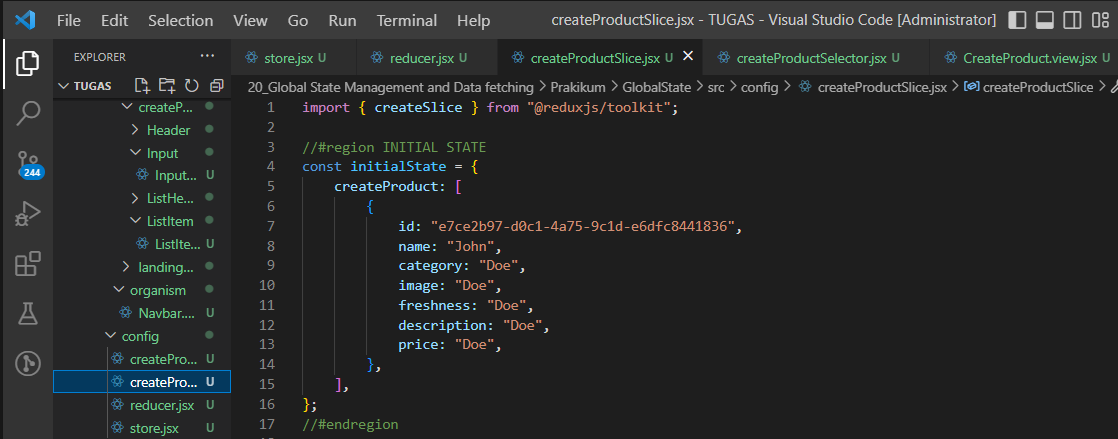 File Edit Selection View Go Run Terminal createProductSlice.jsx - TUGAS - Visual Studio Code [Administrator]
EXPLORER ...
store.jsx U reducer.jsx U createProductSlice.jsx U createProductSelector.jsx U CreateProduct.view.jsx U
TUGAS
20_Global State Management and Data fetching > Prakikum > GlobalState > src > config > createProductSlice.jsx > createProductSlice >
createP...
Header
Input
Input... U
ListHe...
ListItem
ListIte... U
landing...
organism
Navbar.... U
config
createPro... U
createPro... U
reducer.jsx U
store.jsx U
244
1 import { createSlice } from "@reduxjs/toolkit";
2
3 //#region INITIAL STATE
4 const initialState = {
5 createProduct: [
6 {
7 id: "e7ce2b97-d0c1-4a75-9c1d-e6dfc8441836",
8 name: "John",
9 category: "Doe",
10 image: "Doe",
11 freshness: "Doe",
12 description: "Doe",
13 price: "Doe",
14 },
15 ],
16 };
17 //#endregion